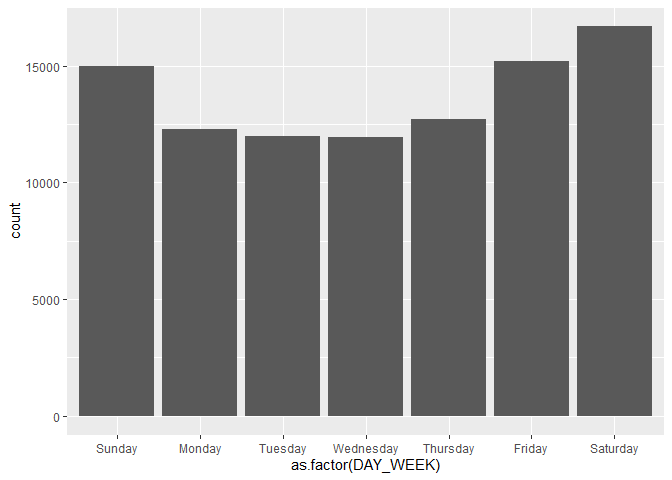 15000
10000
5000
0
count
Sunday Monday Tuesday Wednesday Thursday Friday Saturday
as.factor(DAY_WEEK)